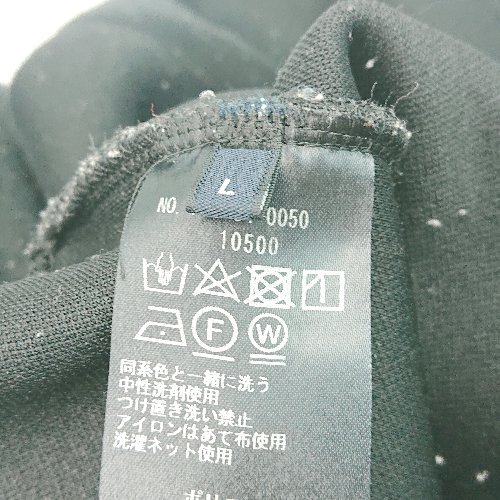 L
NO. 0050
10500
F W
同系色と一緒に洗う
中性洗剤使用
つけ置き洗い禁止
アイロンはあて布使用
洗濯ネット使用